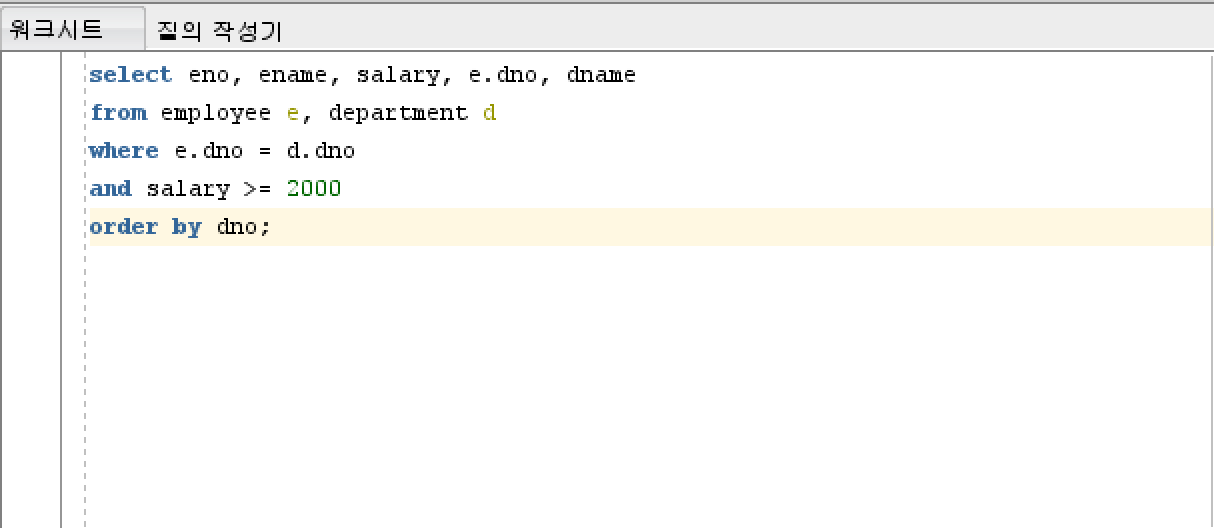 워크시트 질의 작성기
select eno, ename, salary, e.dno, dname
from employee e, department d
where e.dno = d.dno
and salary >= 2000
order by dno;